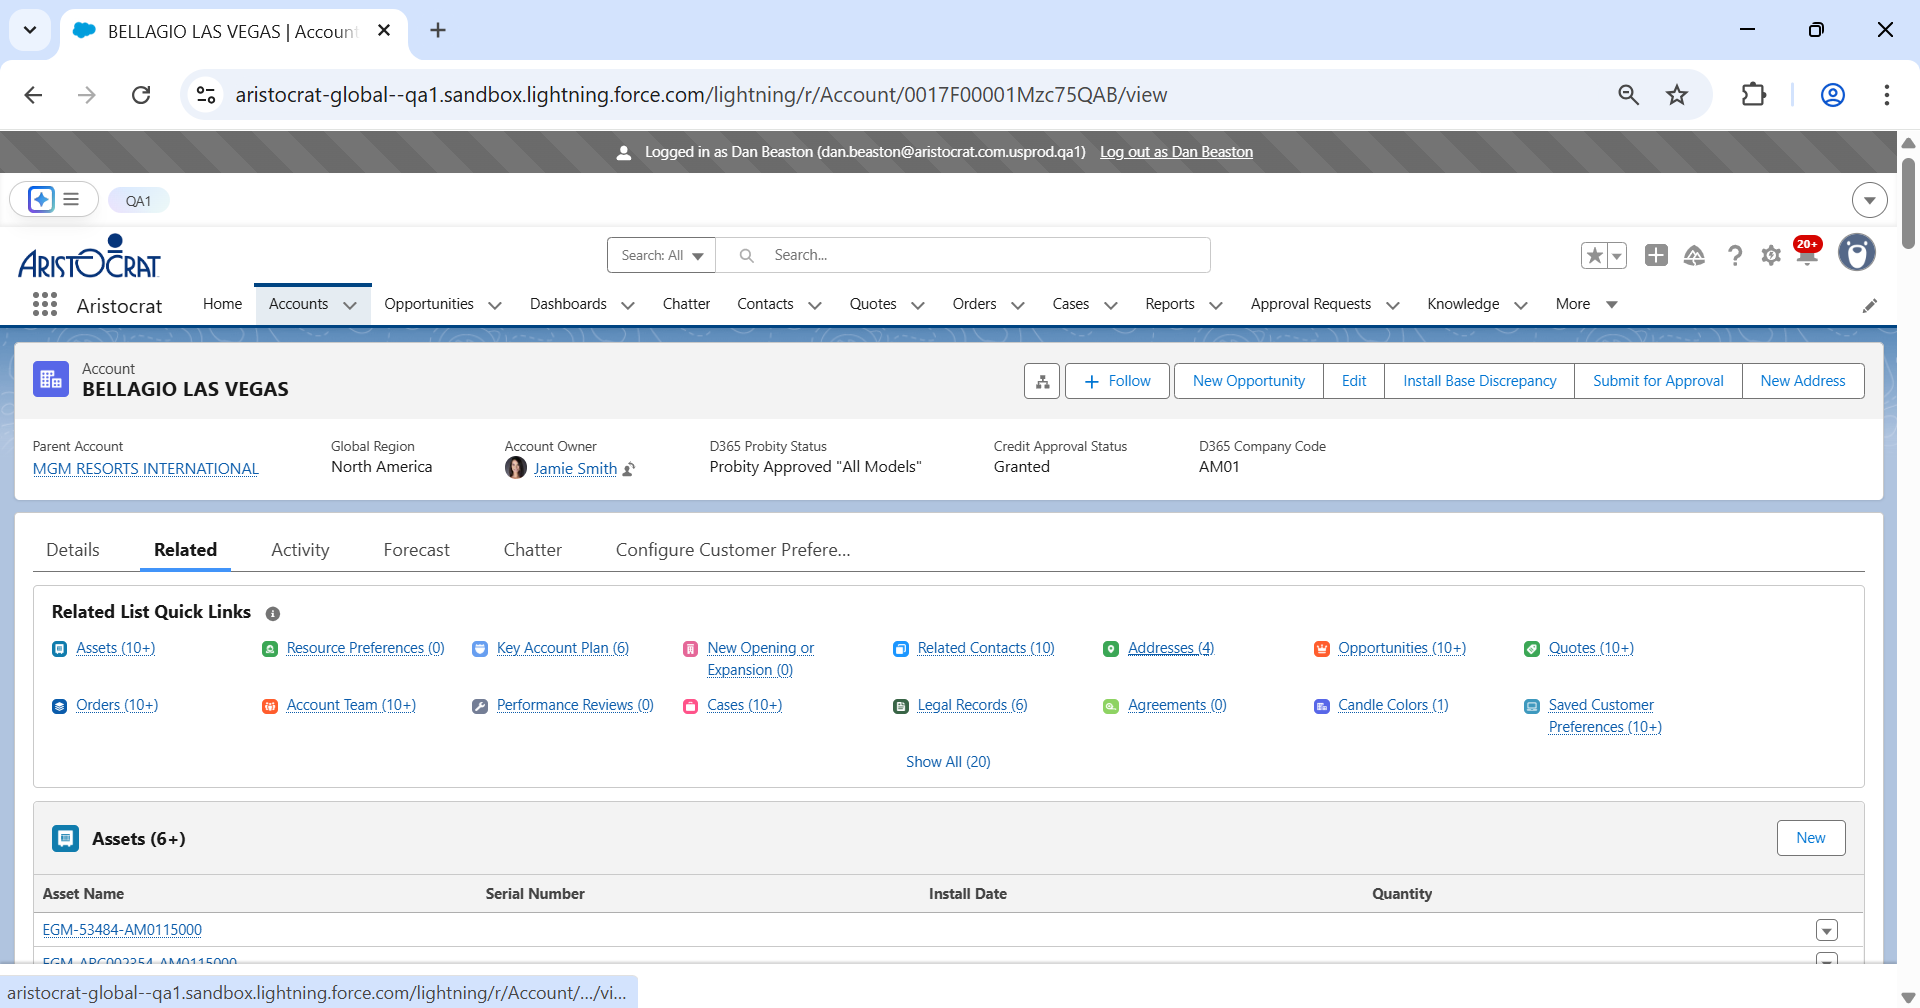 BELLAGIO LAS VEGAS | Account
aristocrat-global--qa1.sandbox.lightning.force.com/lightning/r/Account/0017F00001Mzc75QAB/view
Logged in as Dan Beaston (dan.beaston@aristocrat.com.usprod.qa1) Log out as Dan Beaston
QA1
ARISTOCRAT
Search: All Search...
20+
Aristocrat Home Accounts Opportunities Dashboards Chatter Contacts Quotes Orders Cases Reports Approval Requests Knowledge More
Account
BELLAGIO LAS VEGAS
Follow New Opportunity Edit Install Base Discrepancy Submit for Approval New Address
Parent Account Global Region Account Owner D365 Probity Status Credit Approval Status D365 Company Code
MGM RESORTS INTERNATIONAL North America Jamie Smith Probity Approved "All Models" Granted AM01
Details Related Activity Forecast Chatter Configure Customer Prefere...
Related List Quick Links
Assets (10+) Resource Preferences (0) Key Account Plan (6) New Opening or Related Contacts (10) Addresses (4) Opportunities (10+) Quotes (10+)
Expansion (0)
Orders (10+) Account Team (10+) Performance Reviews (0) Cases (10+) Legal Records (6) Agreements (0) Candle Colors (1) Saved Customer
Preferences (10+)
Show All (20)
Assets (6+) New
Asset Name Serial Number Install Date Quantity
EGM-53484-AM0115000
EGM-ARC002354-AM0115000
aristocrat-global--qa1.sandbox.lightning.force.com/lightning/r/Account/.../vi...